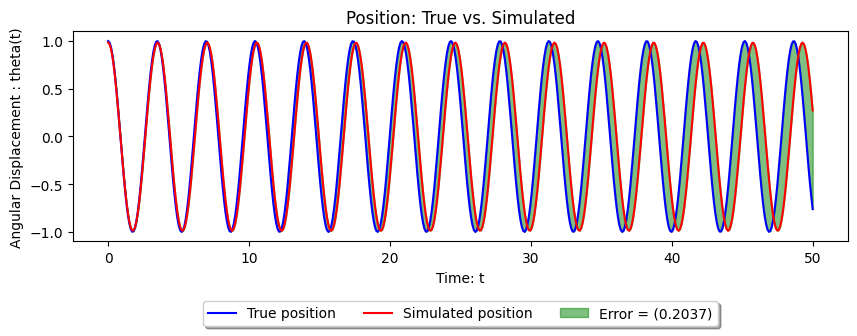 Position: True vs. Simulated
Angular Displacement : theta(t)
1.0
0.5
0.0
−0.5
−1.0
0 10 20 30 40 50
Time: t
True position Simulated position Error = (0.2037)